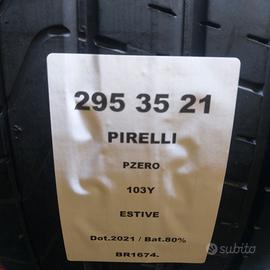 295 35 21
PIRELLI
PZERO
103Y
ESTIVE
Dot.2021 / Bat.80%
BR1674.
subito